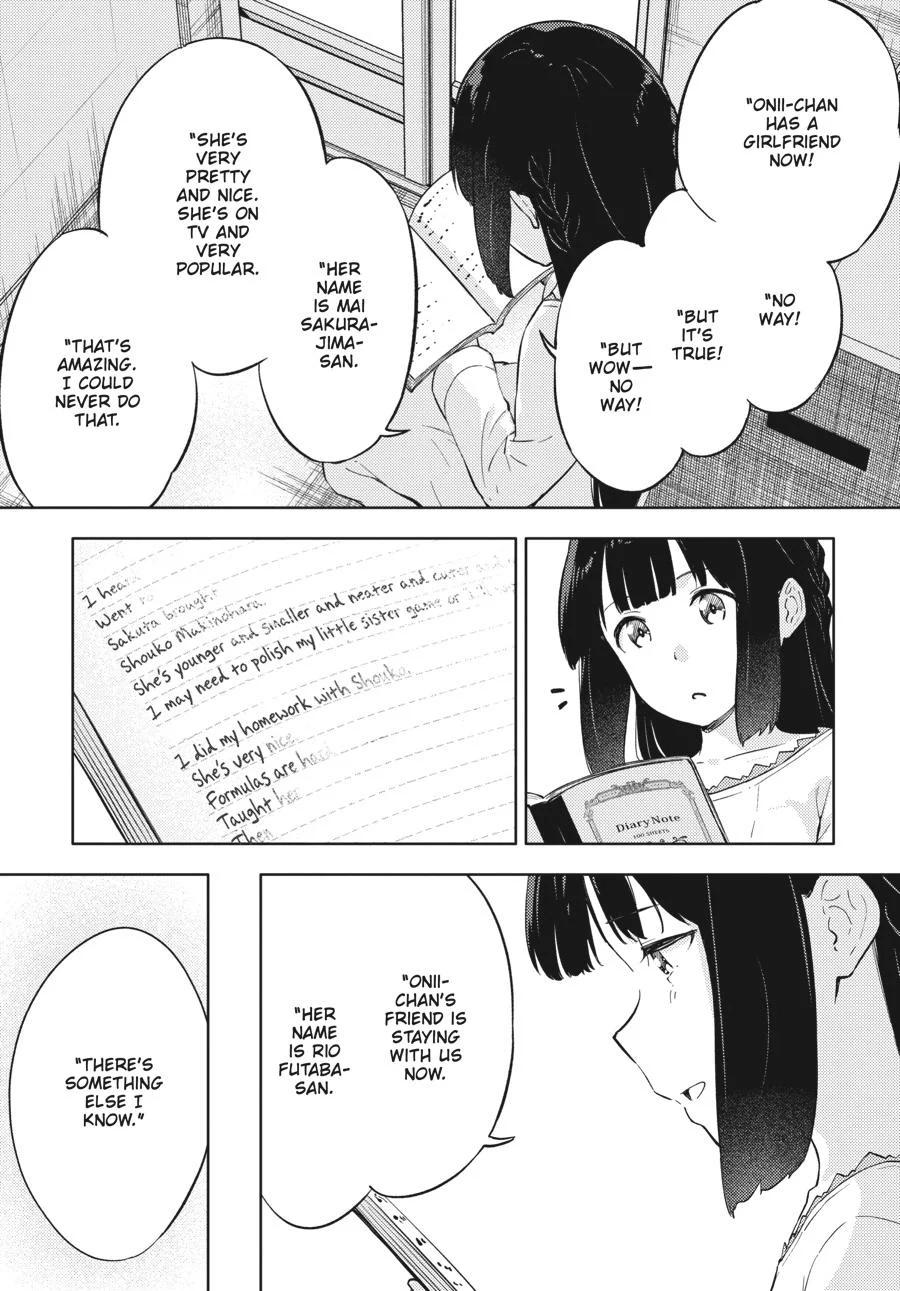 "ONII-CHAN
HAS A
GIRLFRIEND
NOW!
"NO
WAY!
"BUT
IT'S
TRUE!
"BUT
WOW—
NO
WAY!
"HER
NAME
IS MAI
SAKURA-
JIMA-
SAN.
"SHE'S
VERY
PRETTY
AND NICE.
SHE'S ON
TV AND
VERY
POPULAR.
"THAT'S
AMAZING.
I COULD
NEVER DO
THAT.
Diary Note
100 SHEETS
I hear
Went to
Sakuta brought
Shouko Makinohara.
She's younger and smaller and neater and cuter and
I may need to polish my little sister game or I'll
I did my homework with Shouko.
She's very nice
Formulas are hard
Taught her
Then
"ONII-
CHAN'S
FRIEND IS
STAYING
WITH US
NOW.
"HER
NAME
IS RIO
FUTABA-
SAN.
"THERE'S
SOMETHING
ELSE I
KNOW."